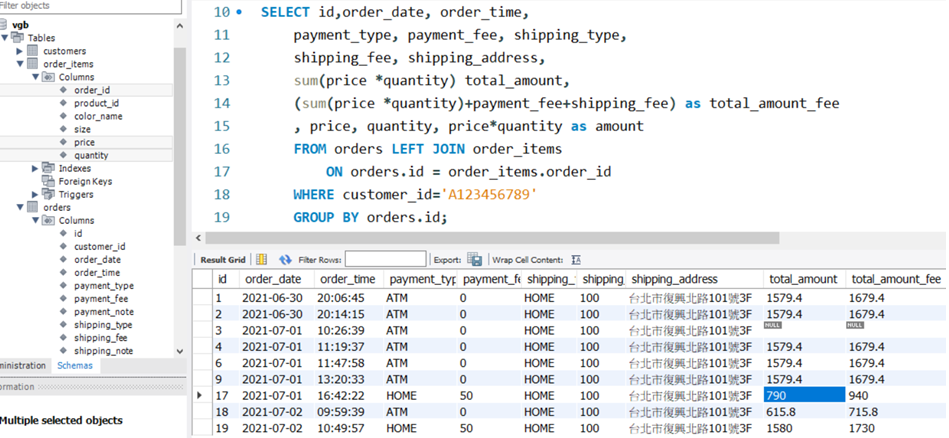 Filter objects
vgb
Tables
customers
order_items
Columns
order_id
product_id
color_name
size
price
quantity
Indexes
Foreign Keys
Triggers
orders
Columns
id
customer_id
order_date
order_time
payment_type
payment_fee
payment_note
shipping_type
shipping_fee
shipping_note
ministration Schemas
ormation
Multiple selected objects
10 SELECT id,order_date, order_time,
11 payment_type, payment_fee, shipping_type,
12 shipping_fee, shipping_address,
13 sum(price *quantity) total_amount,
14 (sum(price *quantity)+payment_fee+shipping_fee) as total_amount_fee
15 , price, quantity, price*quantity as amount
16 FROM orders LEFT JOIN order_items
17 ON orders.id = order_items.order_id
18 WHERE customer_id='A123456789'
19 GROUP BY orders.id;
Result Grid Filter Rows: Export: Wrap Cell Content:
id order_date order_time payment_typ payment_fe shipping_ shipping_ shipping_address total_amount total_amount_fee
1 2021-06-30 20:06:45 ATM 0 HOME 100 台北市復興北路101號3F 1579.4 1679.4
2 2021-06-30 20:14:15 ATM 0 HOME 100 台北市復興北路101號3F 1579.4 1679.4
3 2021-07-01 10:26:39 ATM 0 HOME 100 台北市復興北路101號3F NULL NULL
4 2021-07-01 11:19:37 ATM 0 HOME 100 台北市復興北路101號3F 1579.4 1679.4
6 2021-07-01 11:47:58 ATM 0 HOME 100 台北市復興北路101號3F 1579.4 1679.4
9 2021-07-01 13:20:33 ATM 0 HOME 100 台北市復興北路101號3F 1579.4 1679.4
17 2021-07-01 16:42:22 HOME 50 HOME 100 台北市復興北路101號3F 790 940
18 2021-07-02 09:59:39 ATM 0 HOME 100 台北市復興北路101號3F 615.8 715.8
19 2021-07-02 10:49:57 HOME 50 HOME 100 台北市復興北路101號3F 1580 1730